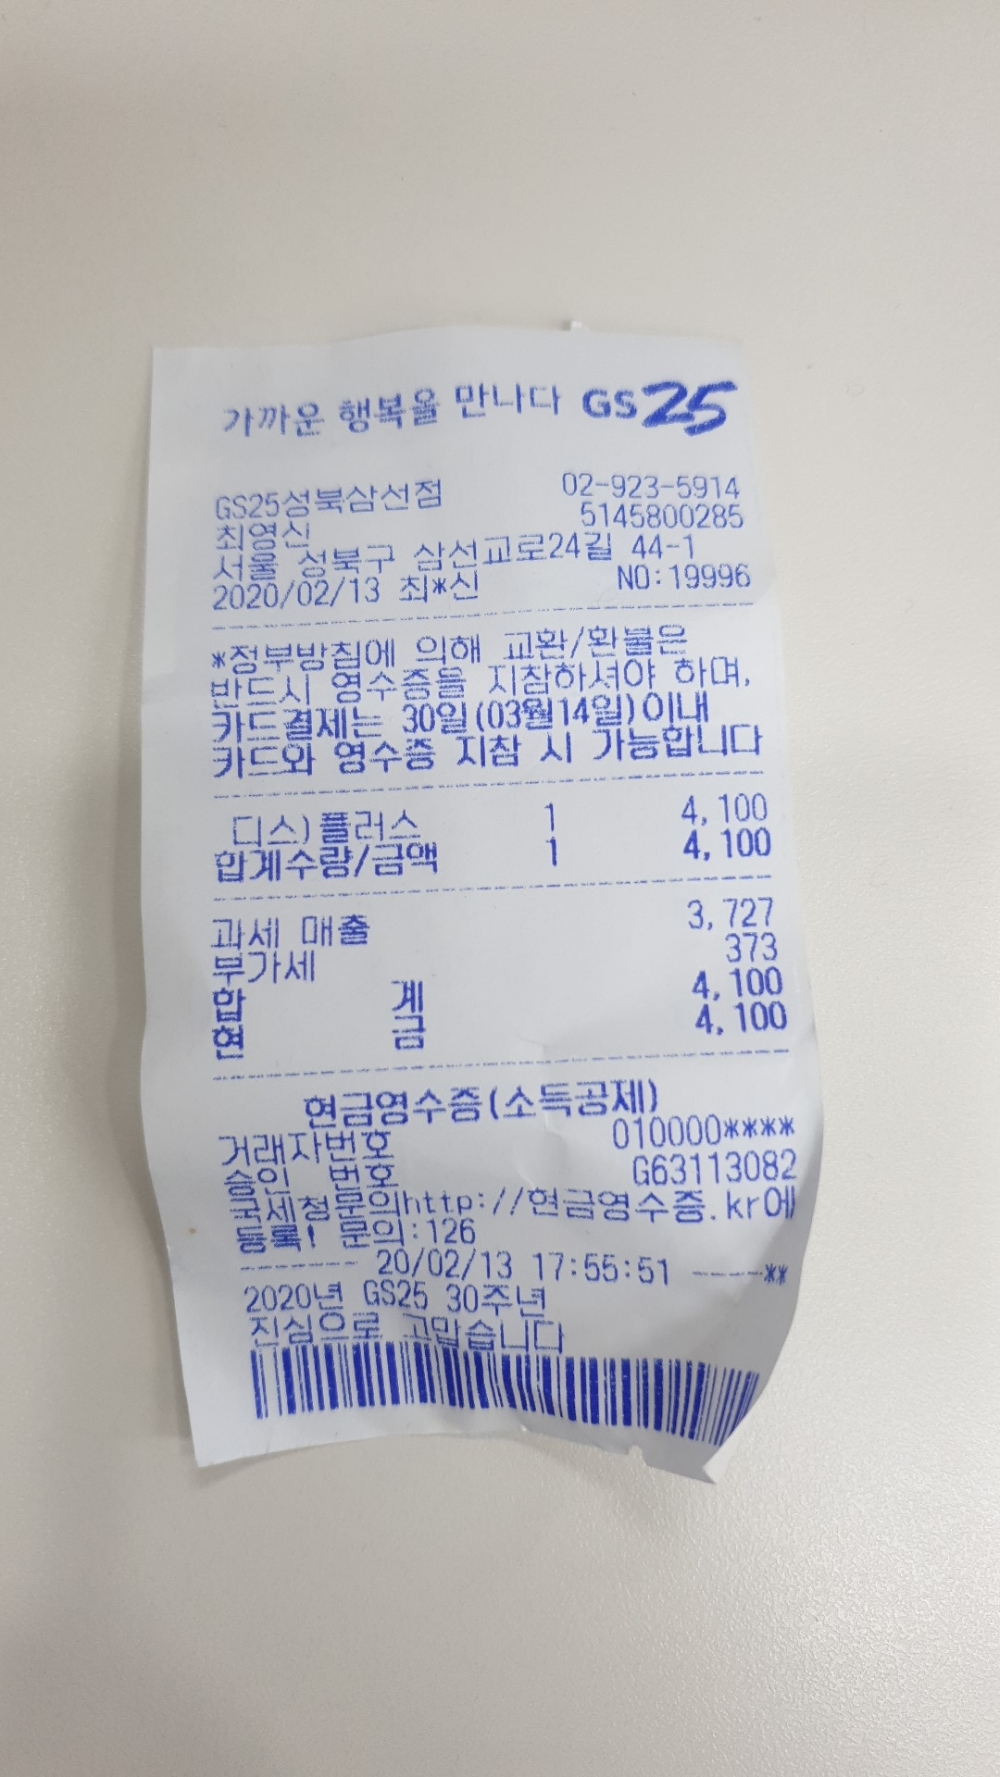 가까운 행복을 만나다 GS25
GS25성북삼선점 02-923-5914
최영신 5145800285
서울 성북구 삼선교로24길 44-1
2020/02/13 최*신 NO:19996
*정부방침에 의해 교환/환불은
반드시 영수증을 지참하셔야 하며,
카드결제는 30일(03월14일)이내
카드와 영수증 지참 시 가능합니다
디스)플러스 1 4,100
합계수량/금액 1 4,100
과세 매출 3,727
부가세 373
합 계 4,100
현 금 4,100
현금영수증(소득공제)
거래자번호 010000****
승인 번호 G63113082
국세청문의http://현금영수증.kr에
등록! 문의:126
-------- 20/02/13 17:55:51 -----**
2020년 GS25 30주년
진심으로 고맙습니다